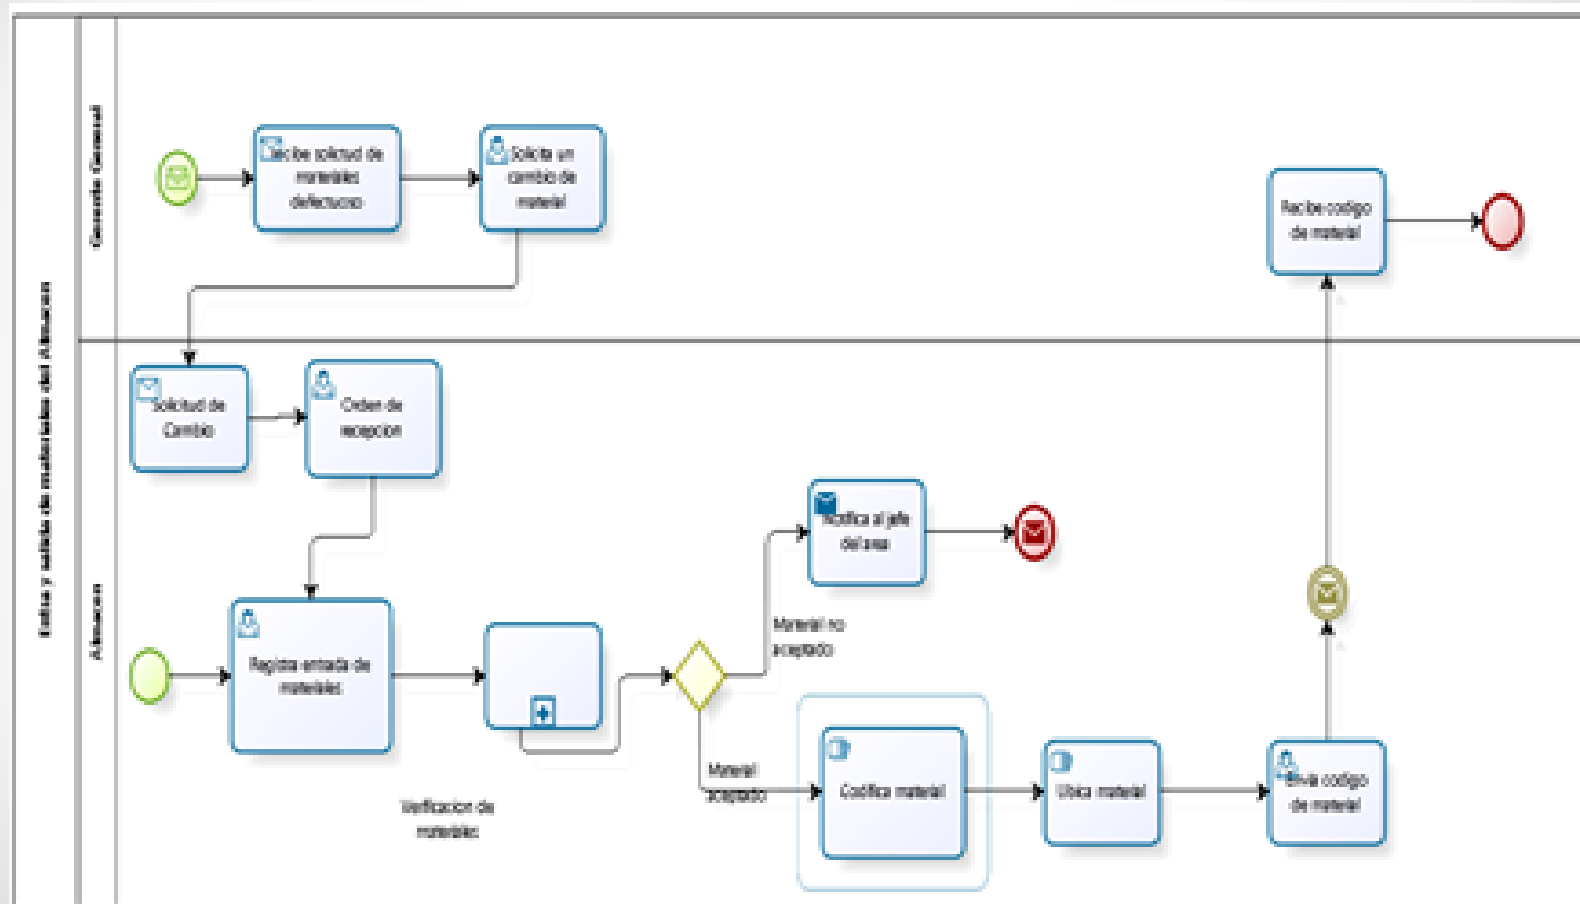 Entra y salida de materiales del Almacen
Gerente General
Recibe solicitud de
materiales
defectuoso
Solicita un
cambio de
material
Recibe codigo
de material
Almacen
Solicitud de
Cambio
Orden de
recepcion
Notifica al jefe
del area
Material no
aceptado
Registra entrada de
materiales
Material
aceptado
Codifica material
Ubica material
Envia codigo
de material
Verificacion de
materiales